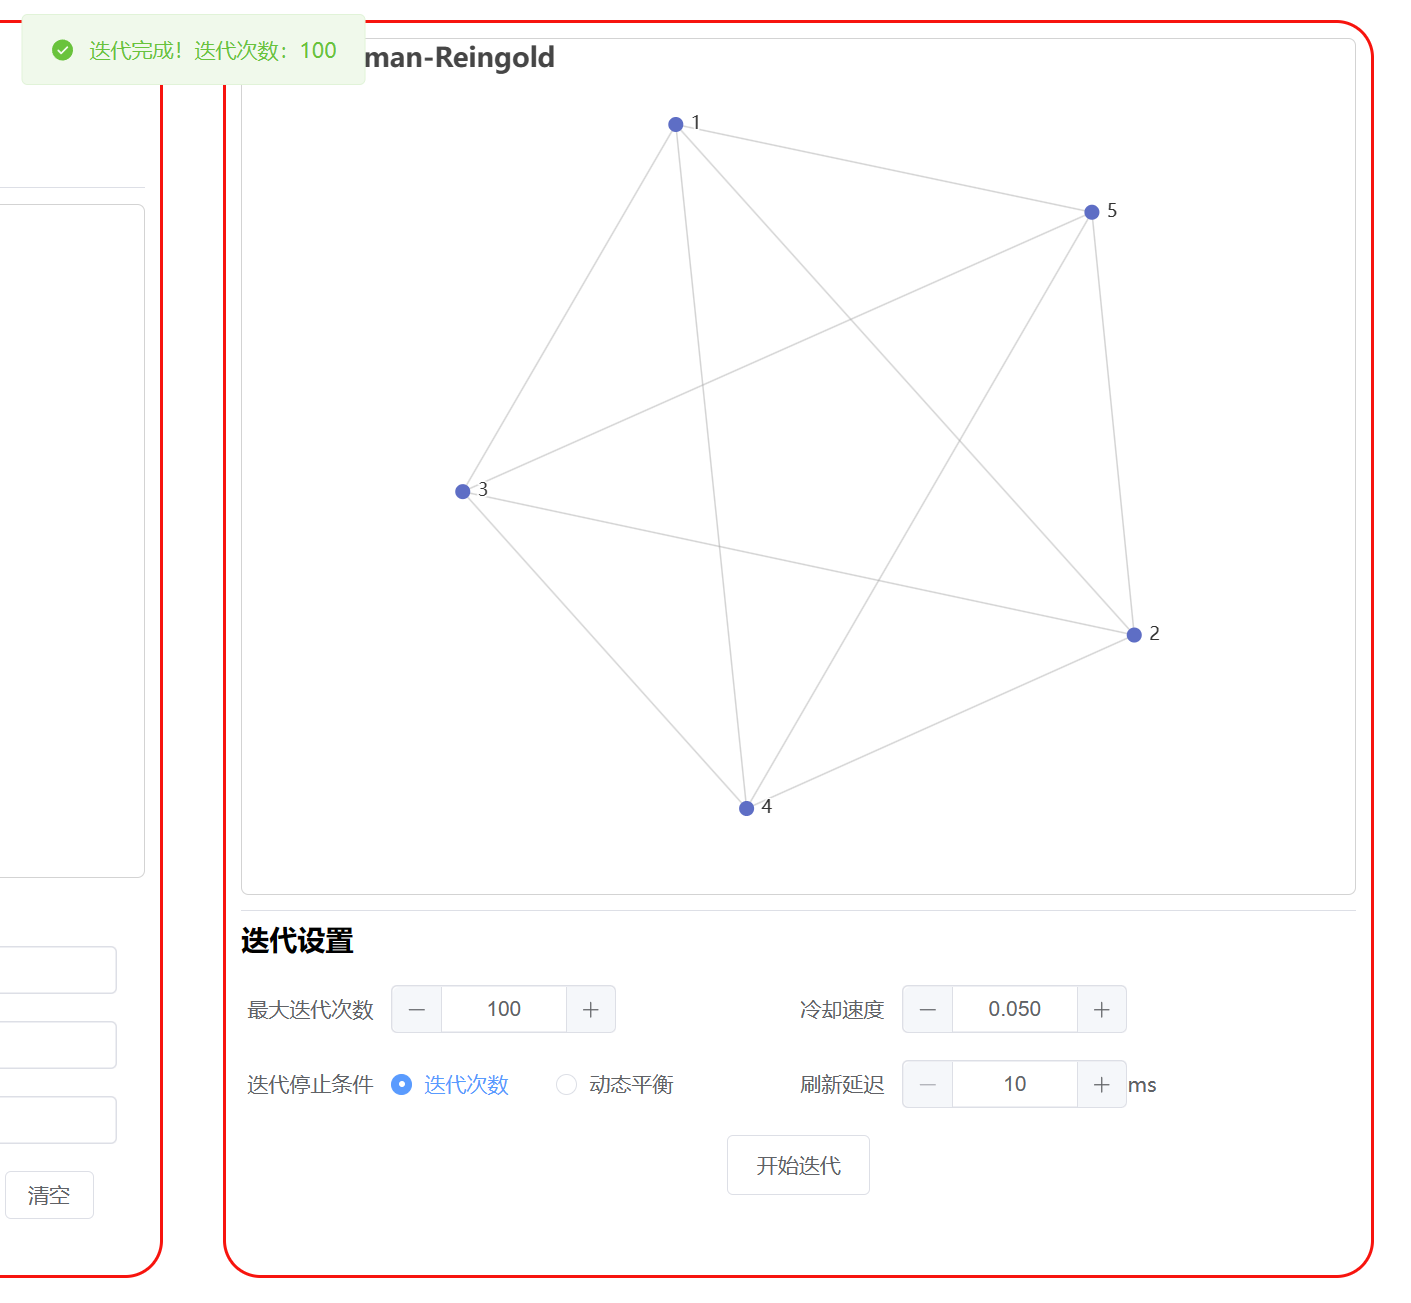 迭代完成！迭代次数：100
man-Reingold
1
5
3
2
4
迭代设置
最大迭代次数 — 100 + 冷却速度 — 0.050 +
迭代停止条件 迭代次数 动态平衡 刷新延迟 — 10 + ms
开始迭代
清空